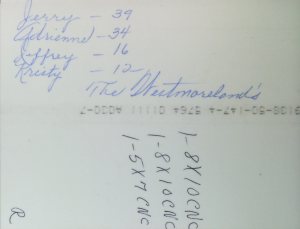 Jerry - 39
Adrienne - 34
Jeffrey - 16
Kristy - 12
The Westmoreland's
1-8X10CNC
1-8X10CNC
1-5X7CNC
R